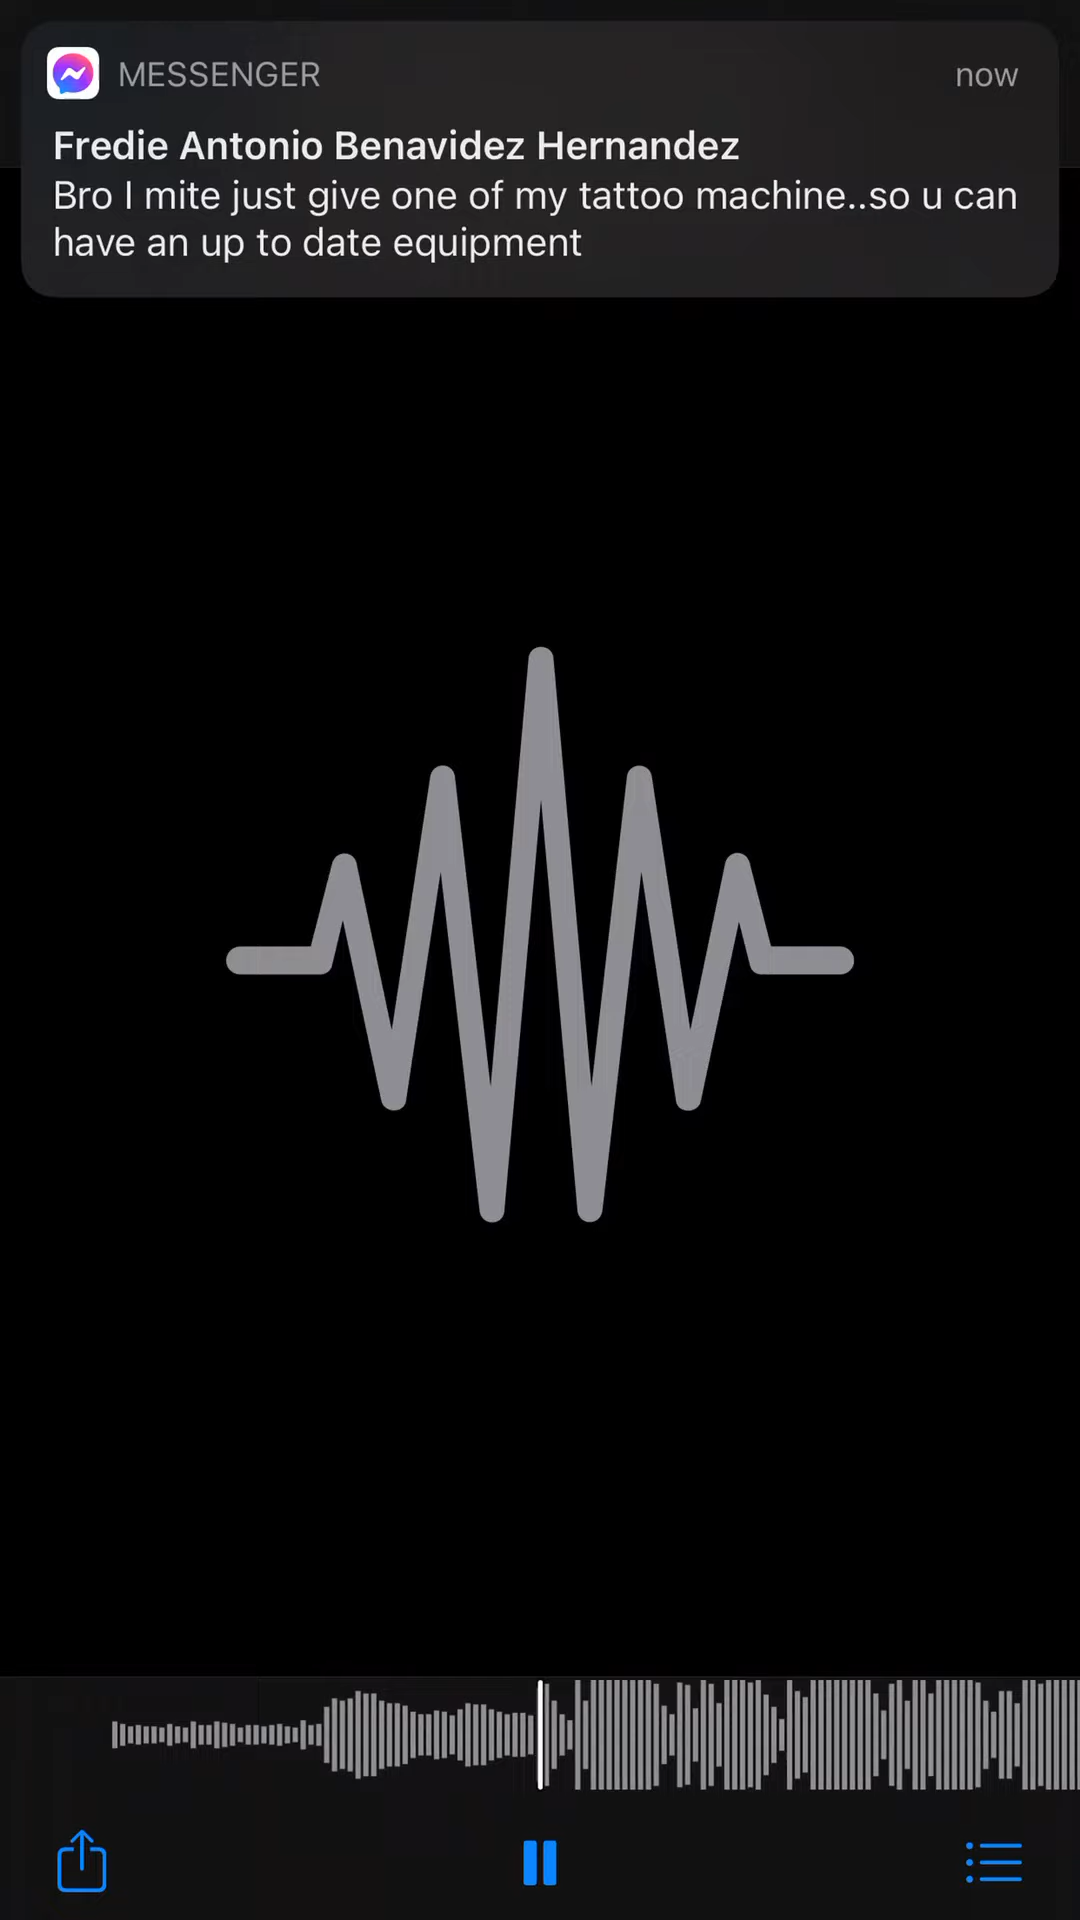 MESSENGER
now
Fredie Antonio Benavidez Hernandez
Bro I mite just give one of my tattoo machine..so u can
have an up to date equipment